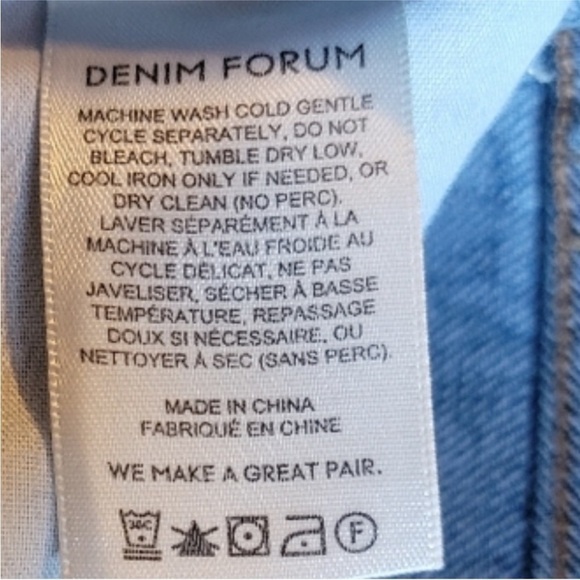 DENIM FORUM
MACHINE WASH COLD GENTLE
CYCLE SEPARATELY, DO NOT
BLEACH, TUMBLE DRY LOW,
COOL IRON ONLY IF NEEDED, OR
DRY CLEAN (NO PERC).
LAVER SÉPARÉMENT À LA
MACHINE À L'EAU FROIDE AU
CYCLE DÉLICAT, NE PAS
JAVELISER, SÉCHER À BASSE
TEMPÉRATURE, REPASSAGE
DOUX SI NÉCESSAIRE, OU
NETTOYER À SEC (SANS PERC).
MADE IN CHINA
FABRIQUÉ EN CHINE
WE MAKE A GREAT PAIR.
30C F